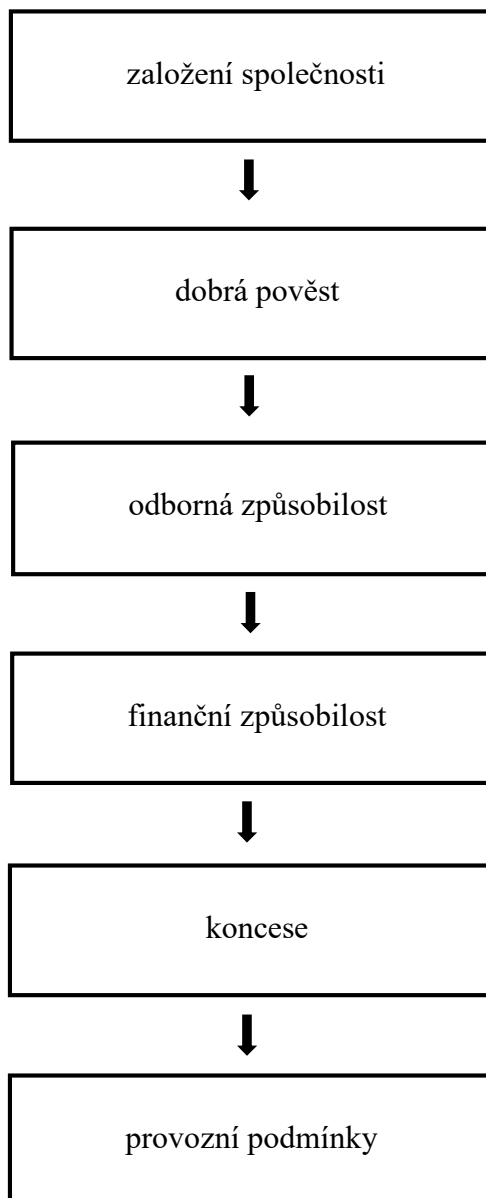 založení společnosti
dobrá pověst
odborná způsobilost
finanční způsobilost
koncese
provozní podmínky